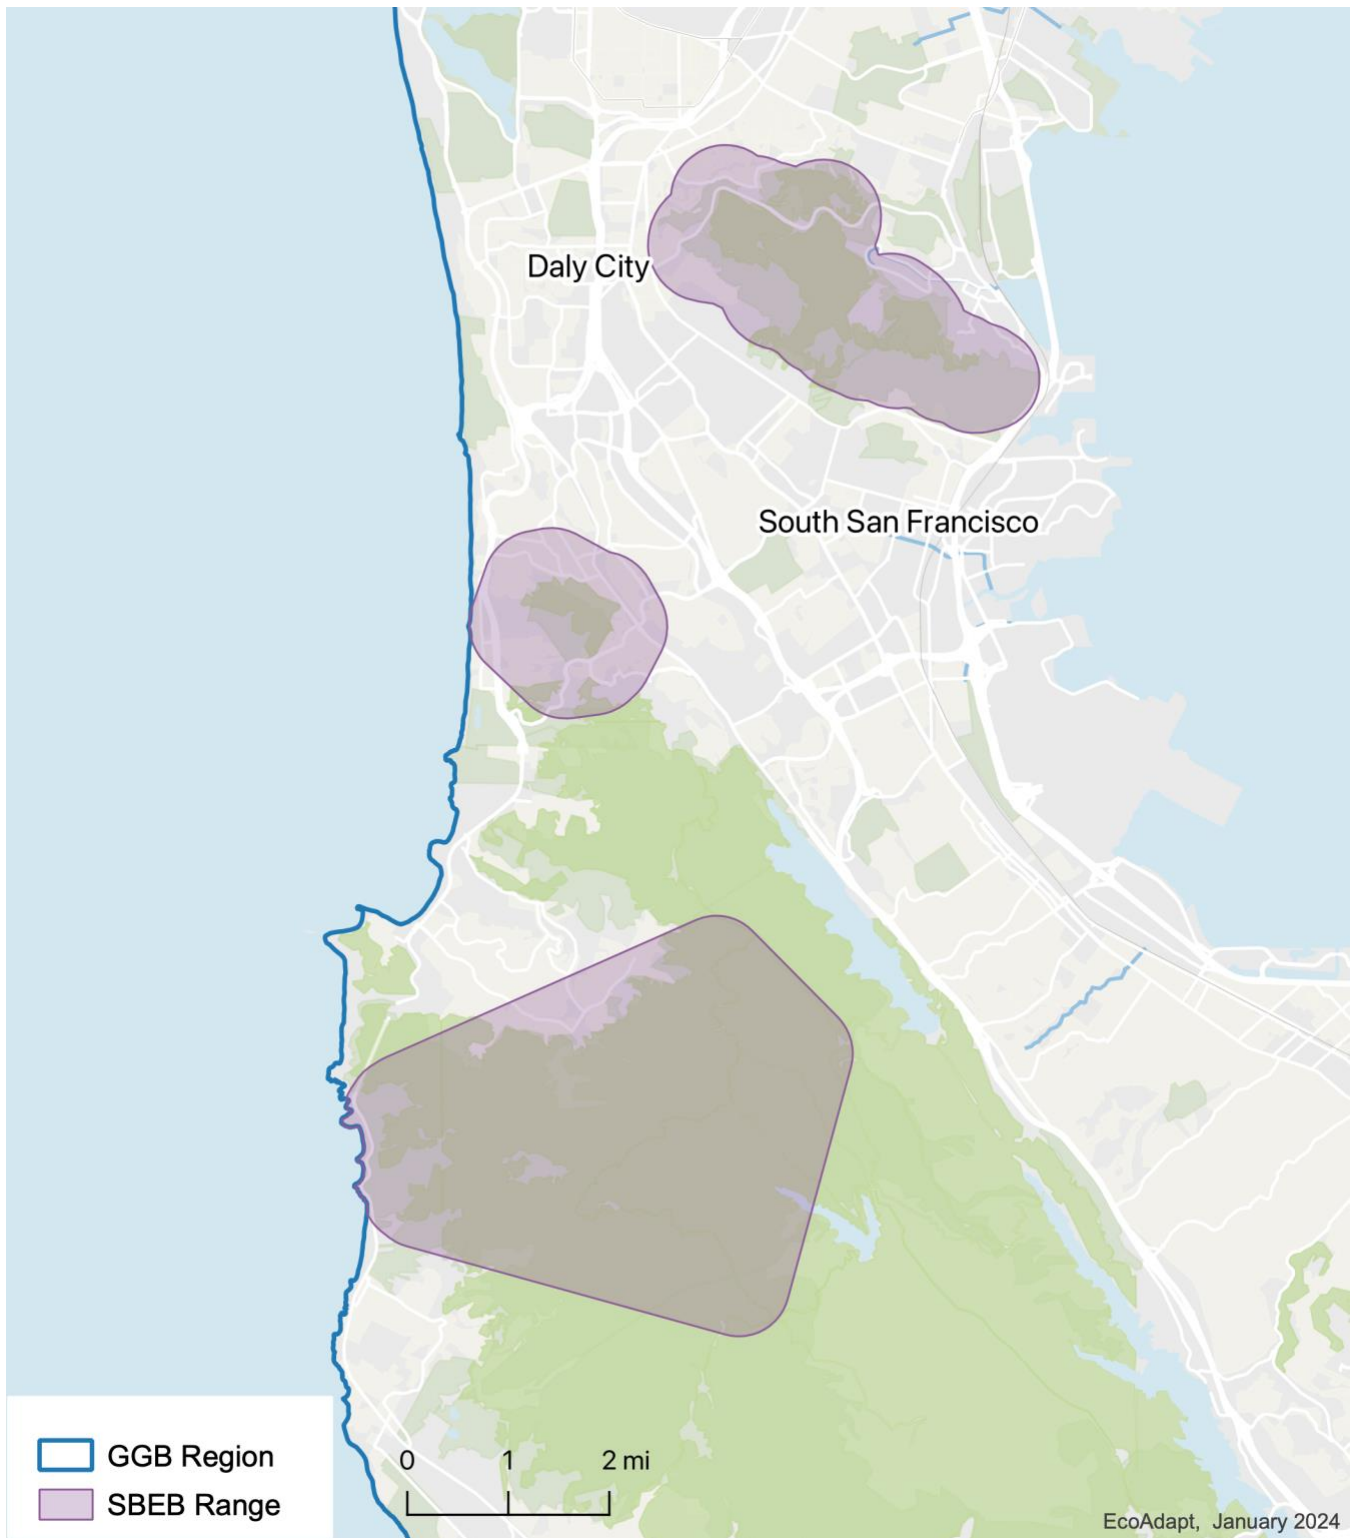 Daly City
South San Francisco
GGB Region
SBEB Range
0 1 2 mi
EcoAdapt, January 2024